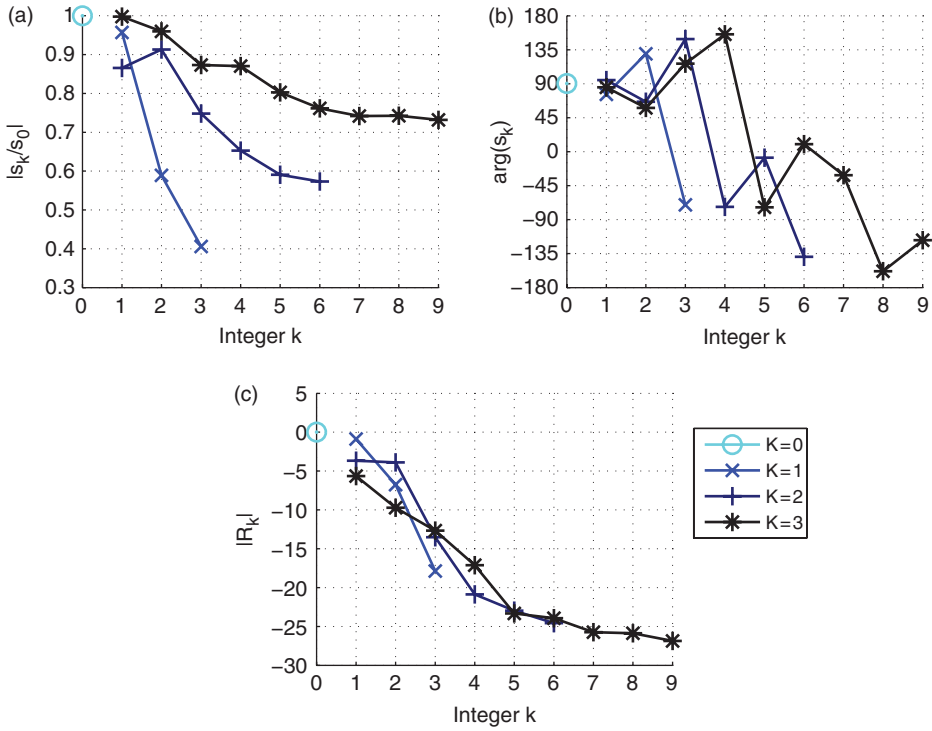 (a)
1
0.9
0.8
0.7
0.6
0.5
0.4
0.3
|s_k/s_0|
0 1 2 3 4 5 6 7 8 9
Integer k
(b)
180
135
90
45
0
−45
−90
−135
−180
arg(s_k)
0 1 2 3 4 5 6 7 8 9
Integer k
(c)
5
0
−5
−10
−15
−20
−25
−30
|R_k|
0 1 2 3 4 5 6 7 8 9
Integer k
K=0
K=1
K=2
K=3